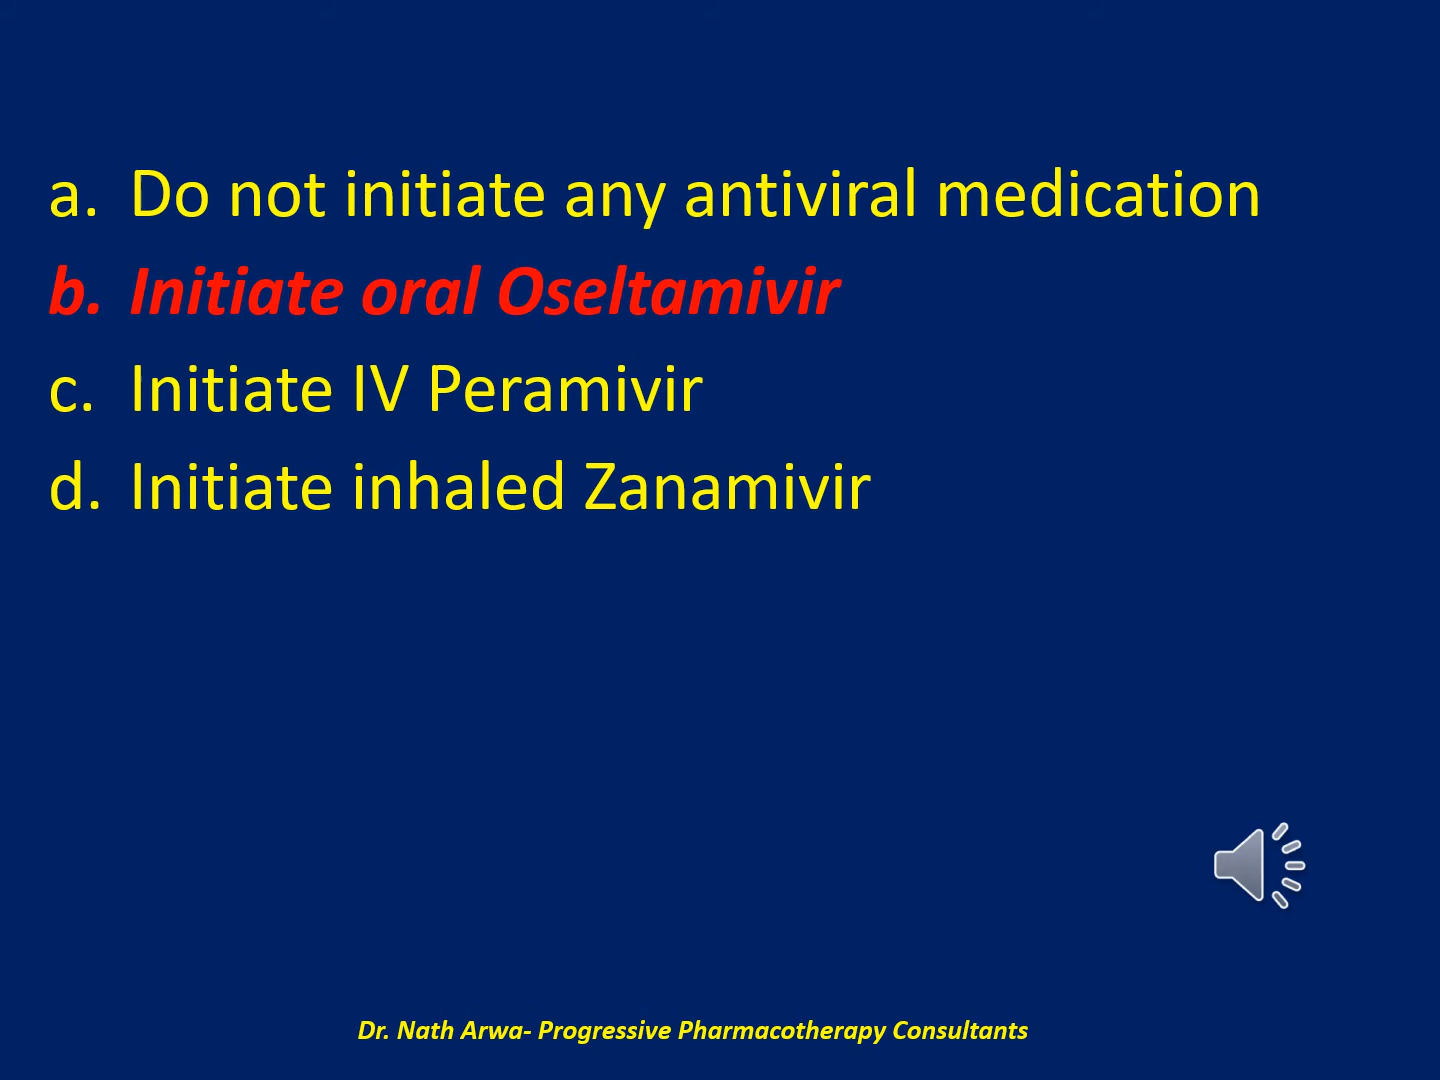 a. Do not initiate any antiviral medication
b. Initiate oral Oseltamivir
c. Initiate IV Peramivir
d. Initiate inhaled Zanamivir
Dr. Nath Arwa- Progressive Pharmacotherapy Consultants